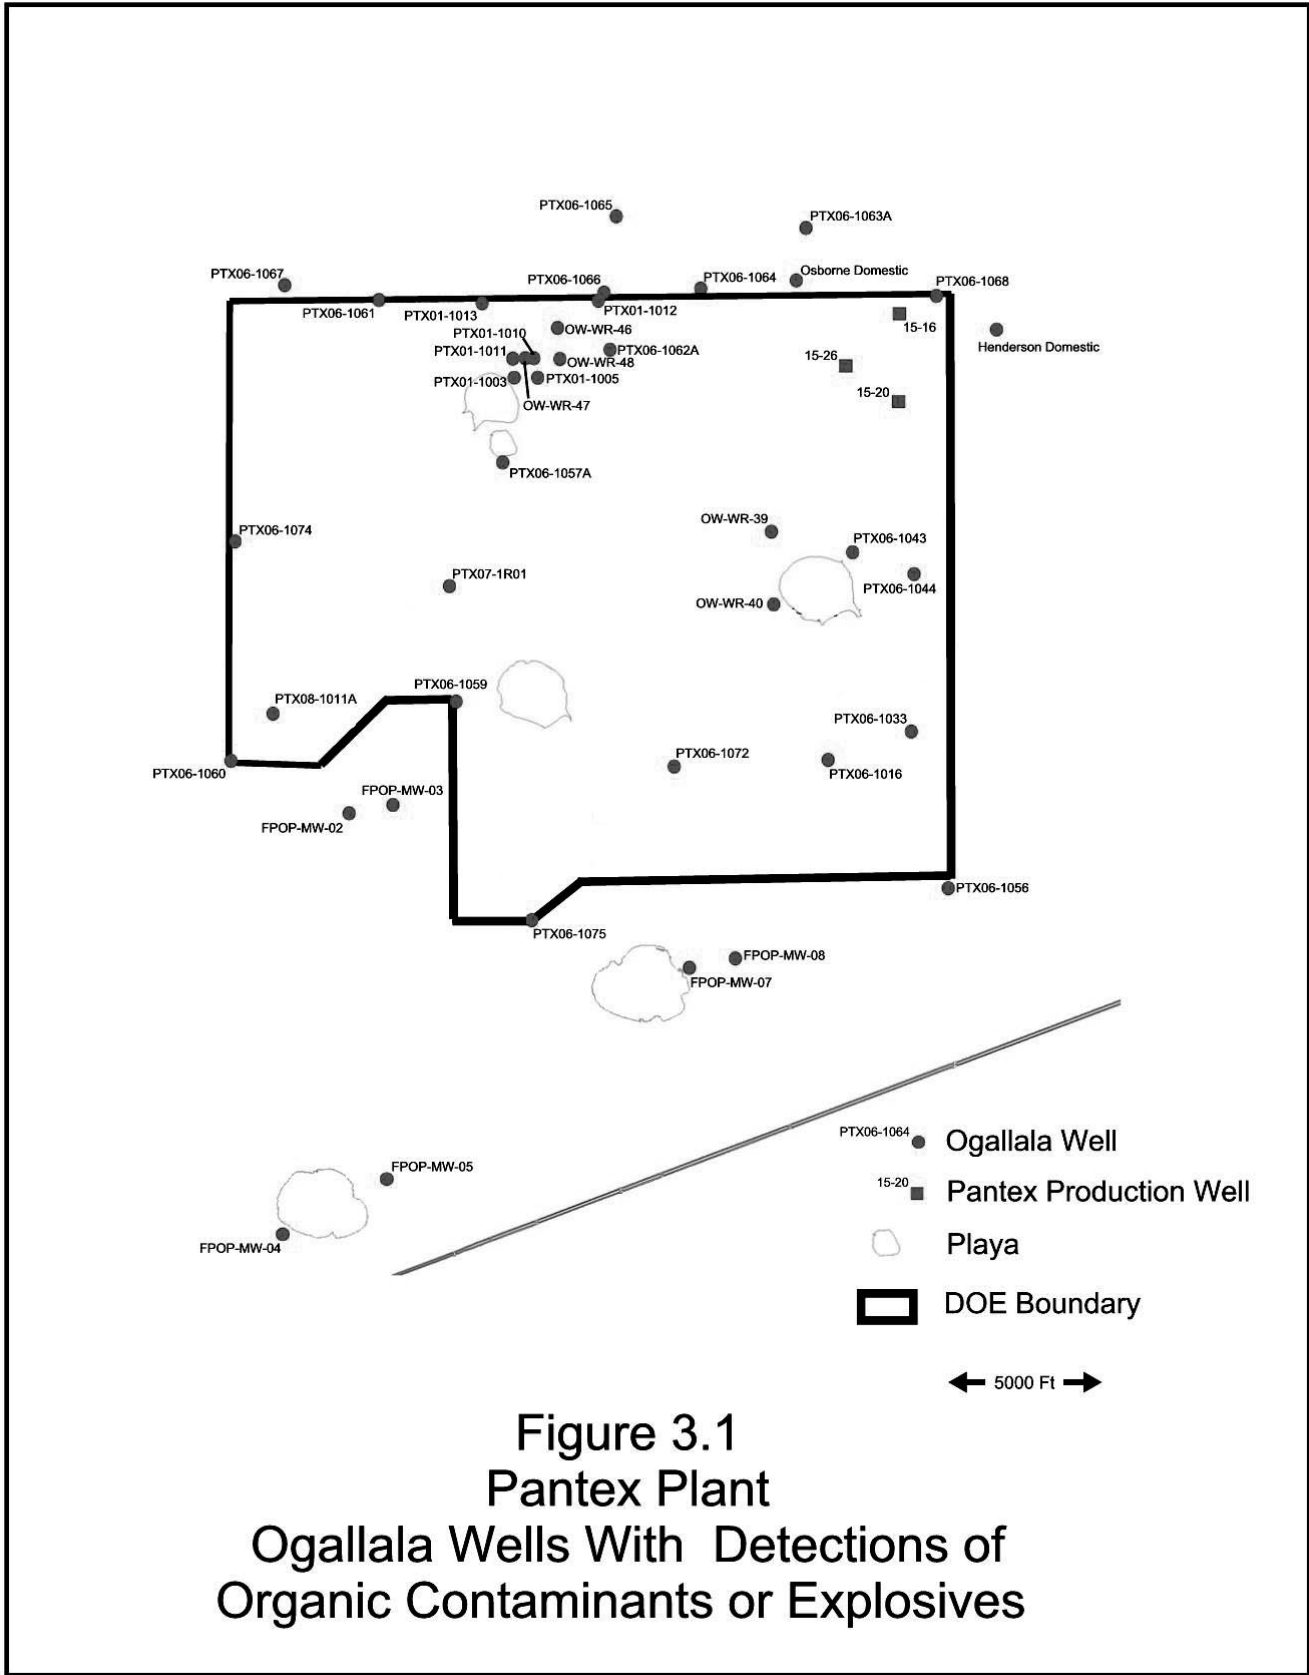 PTX06-1065
PTX06-1063A
PTX06-1067
PTX06-1066
PTX06-1064
Osborne Domestic
PTX06-1068
PTX06-1061
PTX01-1013
PTX01-1012
15-16
OW-WR-46
PTX01-1010
Henderson Domestic
PTX01-1011
PTX06-1062A
15-26
OW-WR-48
PTX01-1003
PTX01-1005
15-20
OW-WR-47
PTX06-1057A
OW-WR-39
PTX06-1074
PTX06-1043
PTX07-1R01
PTX06-1044
OW-WR-40
PTX06-1059
PTX08-1011A
PTX06-1033
PTX06-1072
PTX06-1060
PTX06-1016
FPOP-MW-03
FPOP-MW-02
PTX06-1056
PTX06-1075
FPOP-MW-08
FPOP-MW-07
PTX06-1064
Ogallala Well
FPOP-MW-05
15-20
Pantex Production Well
FPOP-MW-04
Playa
DOE Boundary
5000 Ft
Figure 3.1
Pantex Plant
Ogallala Wells With Detections of
Organic Contaminants or Explosives